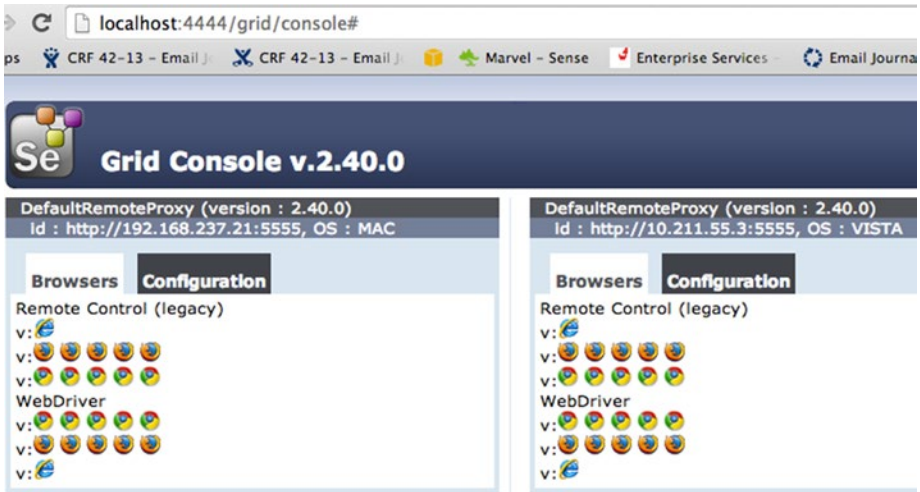 localhost:4444/grid/console#
ps CRF 42-13 - Email J CRF 42-13 - Email J Marvel - Sense Enterprise Services - Email Journa
Se Grid Console v.2.40.0
DefaultRemoteProxy (version : 2.40.0)
id : http://192.168.237.21:5555, OS : MAC
Browsers Configuration
Remote Control (legacy)
v:
v:
v:
WebDriver
v:
v:
v:
DefaultRemoteProxy (version : 2.40.0)
id : http://10.211.55.3:5555, OS : VISTA
Browsers Configuration
Remote Control (legacy)
v:
v:
v:
WebDriver
v:
v:
v: